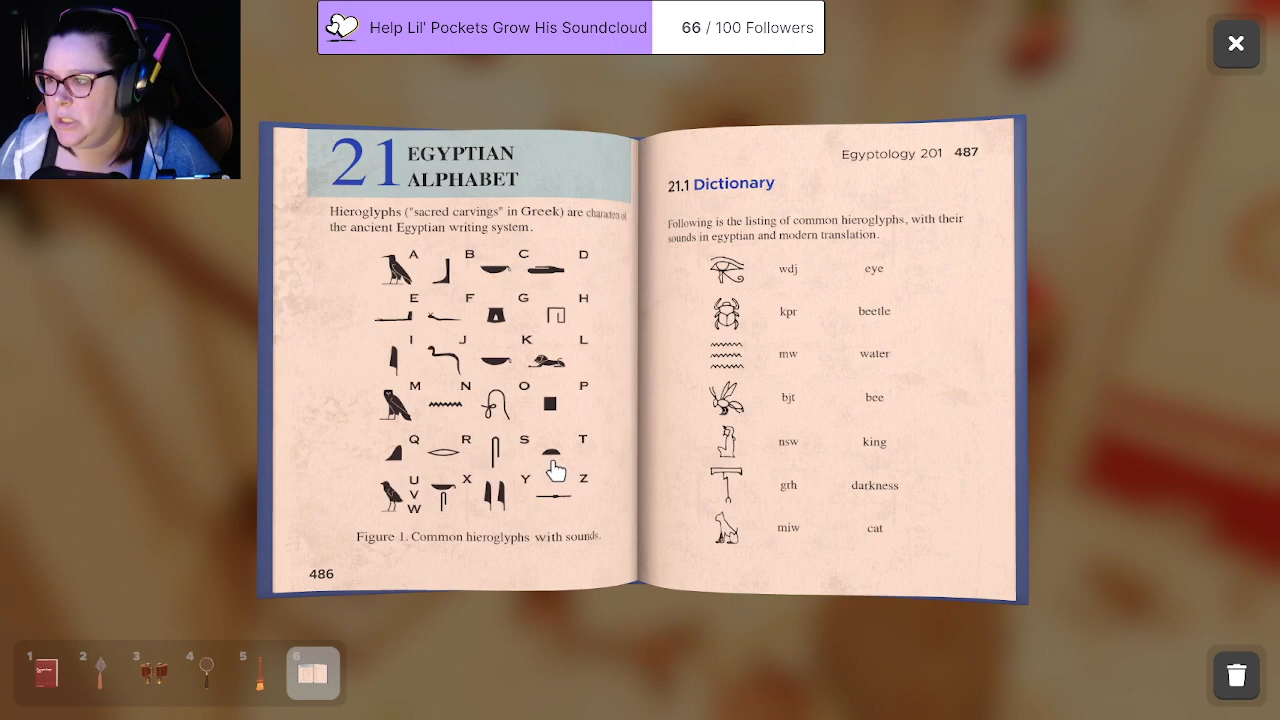 Help Lil' Pockets Grow His Soundcloud 66 / 100 Followers
21 EGYPTIAN
ALPHABET
Hieroglyphs ("sacred carvings" in Greek) are characters of
the ancient Egyptian writing system.
A B C D
E F G H
I J K L
M N O P
Q R S T
U
V
W
X Y Z
Figure 1. Common hieroglyphs with sounds.
486
Egyptology 201 487
21.1 Dictionary
Following is the listing of common hieroglyphs, with their
sounds in egyptian and modern translation.
wdj eye
kpr beetle
mw water
bjt bee
nsw king
grh darkness
miw cat
1 2 3 4 5 6